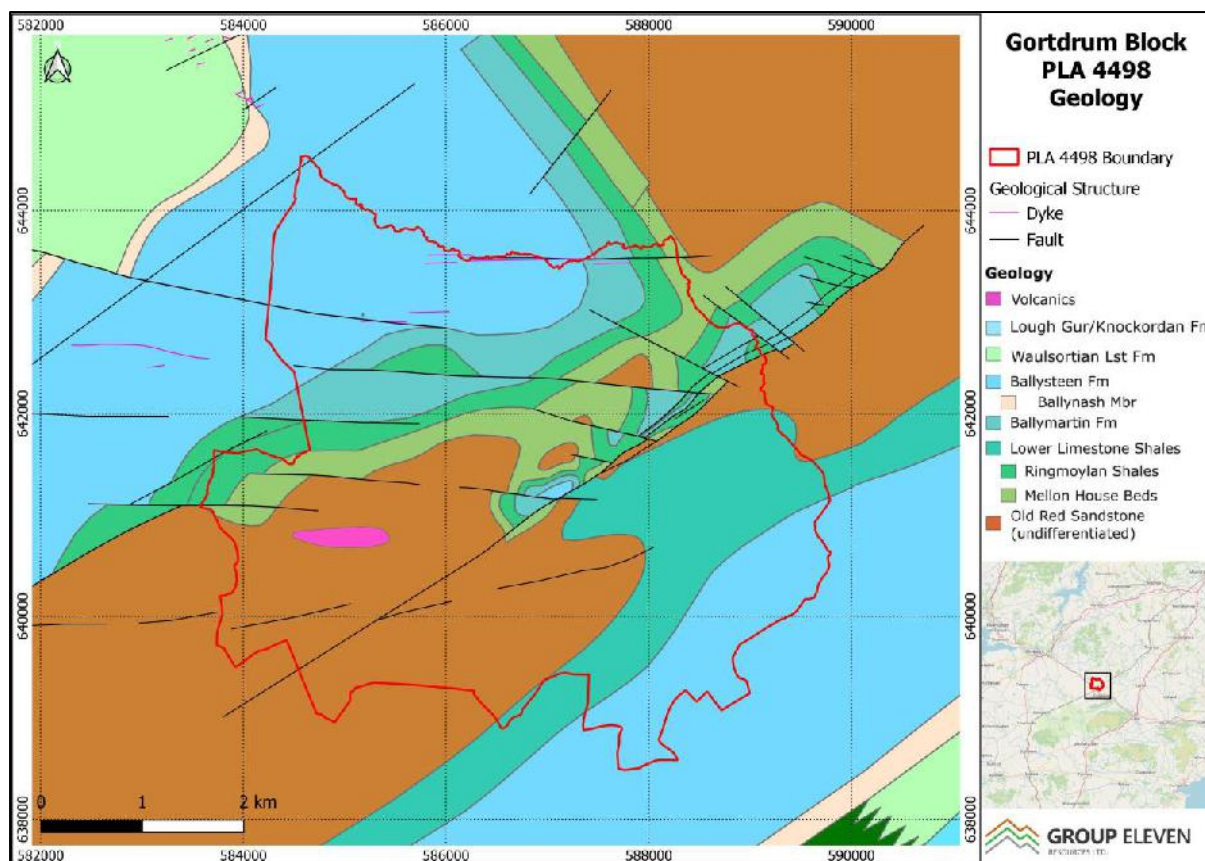 582000 584000 586000 588000 590000
644000 644000
642000 642000
640000 640000
638000 638000
0 1 2 km
582000 584000 586000 588000 590000
Gortdrum Block
PLA 4498
Geology
PLA 4498 Boundary
Geological Structure
Dyke
Fault
Geology
Volcanics
Lough Gur/Knockordan Fm
Waulsortian Lst Fm
Ballysteen Fm
Ballynash Mbr
Ballymartin Fm
Lower Limestone Shales
Ringmoylan Shales
Mellon House Beds
Old Red Sandstone
(undifferentiated)
GROUP ELEVEN
RESOURCES LTD.